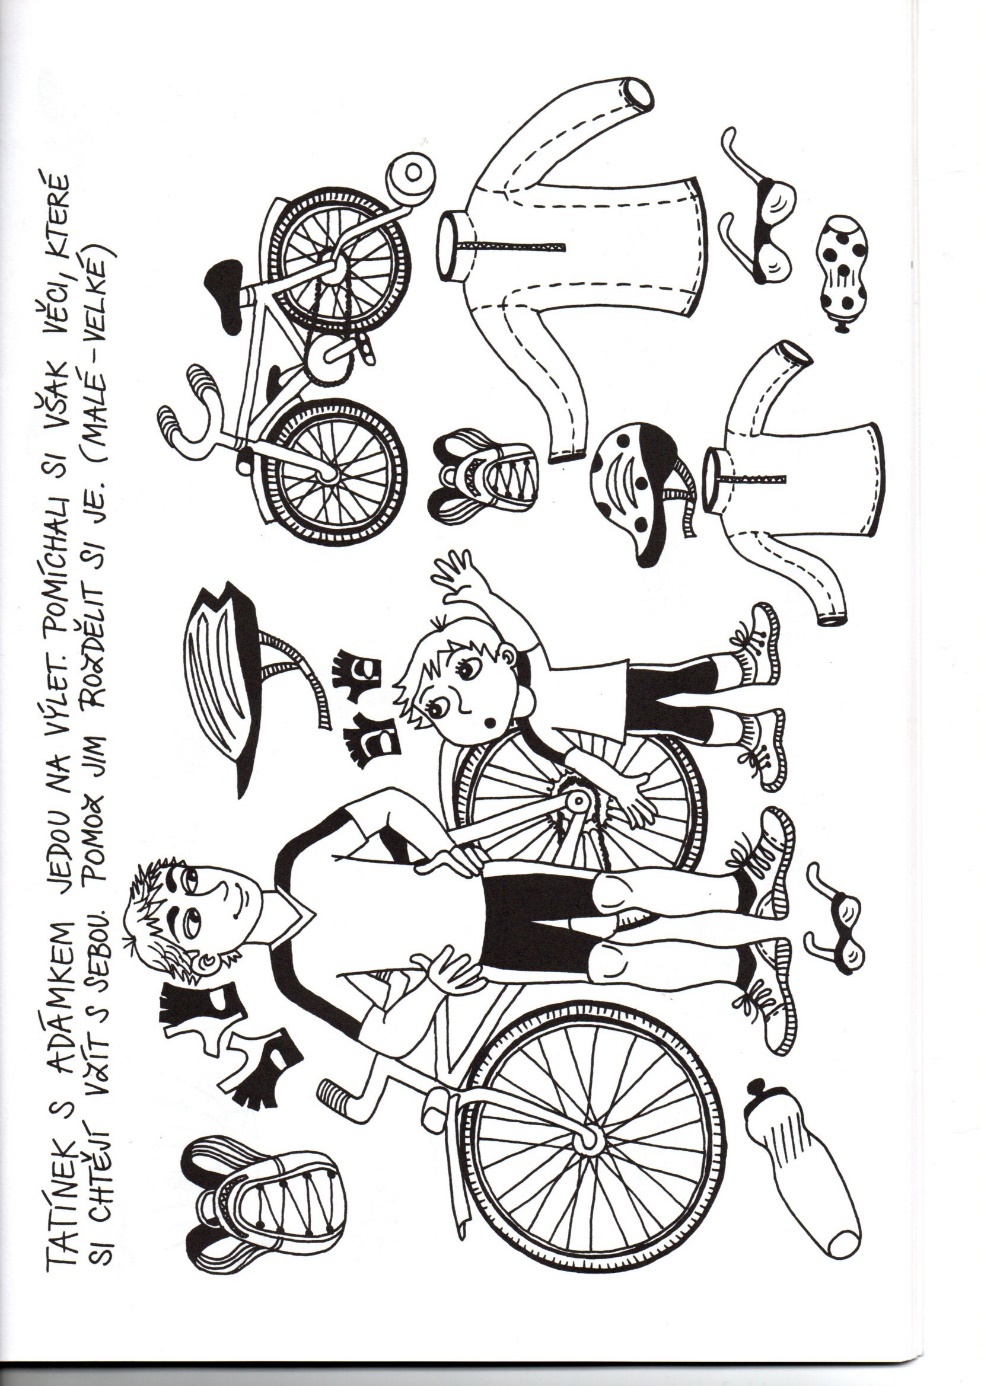 TATÍNEK S ADÁMKEM JEDOU NA VÝLET. POMÍCHALI SI VŠAK VĚCI, KTERÉ
SI CHTĚJÍ VZÍT S SEBOU. POMOZ JIM ROZDĚLIT SI JE. (MALÉ-VELKÉ)